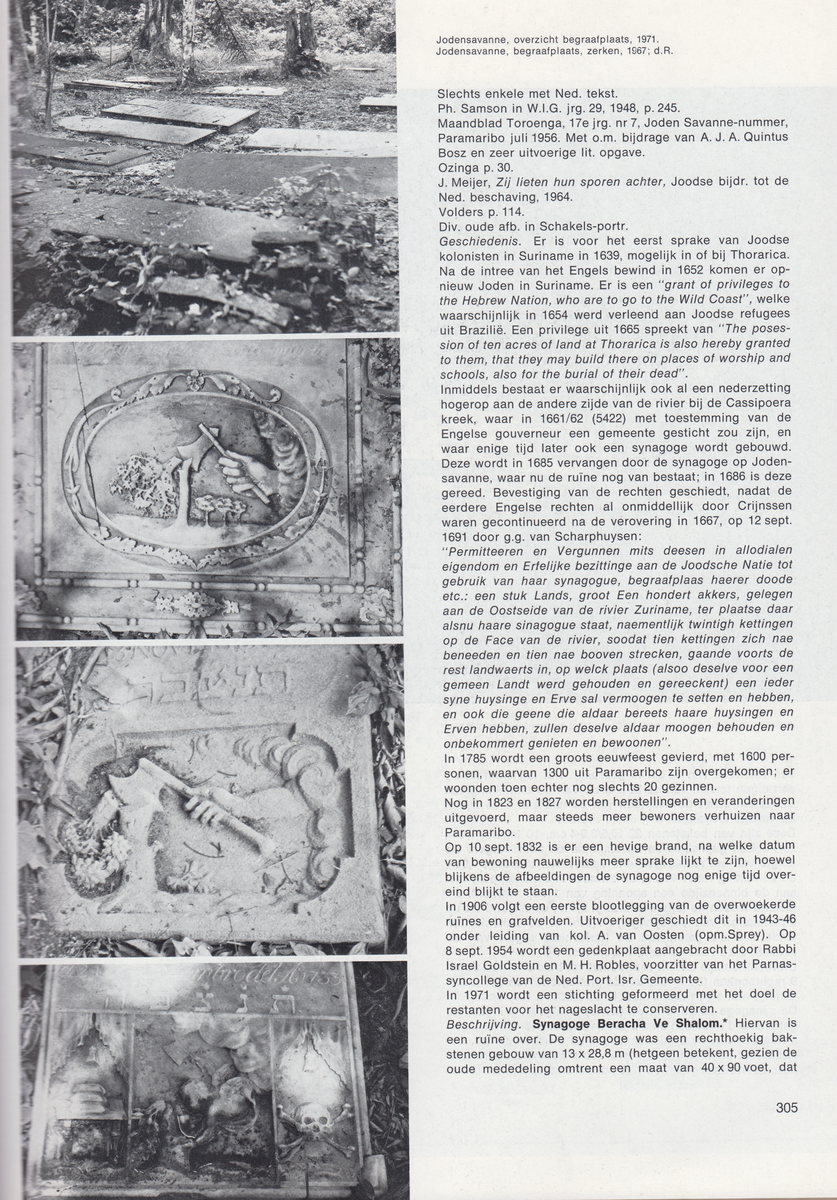 Jodensavanne, overzicht begraafplaats, 1971.
Jodensavanne, begraafplaats, zerken, 1967; d.R.
Slechts enkele met Ned. tekst.
Ph. Samson in W.I.G. jrg. 29, 1948, p. 245.
Maandblad Toroenga, 17e jrg. nr 7, Joden Savanne-nummer,
Paramaribo juli 1956. Met o.m. bijdrage van A. J. A. Quintus
Bosz en zeer uitvoerige lit. opgave.
Ozinga p. 30.
J. Meijer, Zij lieten hun sporen achter, Joodse bijdr. tot de
Ned. beschaving, 1964.
Volders p. 114.
Div. oude afb. in Schakels-portr.
Geschiedenis. Er is voor het eerst sprake van Joodse
kolonisten in Suriname in 1639, mogelijk in of bij Thorarica.
Na de intree van het Engels bewind in 1652 komen er op-
nieuw Joden in Suriname. Er is een "grant of privileges to
the Hebrew Nation, who are to go to the Wild Coast", welke
waarschijnlijk in 1654 werd verleend aan Joodse refugees
uit Brazilië. Een privilege uit 1665 spreekt van "The poses-
sion of ten acres of land at Thorarica is also hereby granted
to them, that they may build there on places of worship and
schools, also for the burial of their dead".
Inmiddels bestaat er waarschijnlijk ook al een nederzetting
hogerop aan de andere zijde van de rivier bij de Cassipoera
kreek, waar in 1661/62 (5422) met toestemming van de
Engelse gouverneur een gemeente gesticht zou zijn, en
waar enige tijd later ook een synagoge wordt gebouwd.
Deze wordt in 1685 vervangen door de synagoge op Joden-
savanne, waar nu de ruïne nog van bestaat; in 1686 is deze
gereed. Bevestiging van de rechten geschiedt, nadat de
eerdere Engelse rechten al onmiddellijk door Crijnssen
waren gecontinueerd na de verovering in 1667, op 12 sept.
1691 door g.g. van Scharphuysen:
"Permitteeren en Vergunnen mits deesen in allodialen
eigendom en Erfelijke bezittinge aan de Joodsche Natie tot
gebruik van haar synagogue, begraafplaas haerer doode
etc.: een stuk Lands, groot Een hondert akkers, gelegen
aan de Oostseide van de rivier Zuriname, ter plaatse daar
alsnu haare sinagogue staat, naementlijk twintigh kettingen
op de Face van de rivier, soodat tien kettingen zich nae
beneeden en tien nae booven strecken, gaande voorts de
rest landwaerts in, op welck plaats (alsoo deselve voor een
gemeen Landt werd gehouden en gereeckent) een ieder
syne huysinge en Erve sal vermoogen te setten en hebben,
en ook die geene die aldaar bereets haare huysingen en
Erven hebben, zullen deselve aldaar moogen behouden en
onbekommert genieten en bewoonen".
In 1785 wordt een groots eeuwfeest gevierd, met 1600 per-
sonen, waarvan 1300 uit Paramaribo zijn overgekomen; er
woonden toen echter nog slechts 20 gezinnen.
Nog in 1823 en 1827 worden herstellingen en veranderingen
uitgevoerd, maar steeds meer bewoners verhuizen naar
Paramaribo.
Op 10 sept. 1832 is er een hevige brand, na welke datum
van bewoning nauwelijks meer sprake lijkt te zijn, hoewel
blijkens de afbeeldingen de synagoge nog enige tijd over-
eind blijkt te staan.
In 1906 volgt een eerste blootlegging van de overwoekerde
ruïnes en grafvelden. Uitvoeriger geschiedt dit in 1943-46
onder leiding van kol. A. van Oosten (opm.Sprey). Op
8 sept. 1954 wordt een gedenkplaat aangebracht door Rabbi
Israel Goldstein en M. H. Robles, voorzitter van het Parnas-
syncollege van de Ned. Port. Isr. Gemeente.
In 1971 wordt een stichting geformeerd met het doel de
restanten voor het nageslacht te conserveren.
Beschrijving. Synagoge Beracha Ve Shalom.* Hiervan is
een ruïne over. De synagoge was een rechthoekig bak-
stenen gebouw van 13 x 28,8 m (hetgeen betekent, gezien de
oude mededeling omtrent een maat van 40 x 90 voet, dat
305